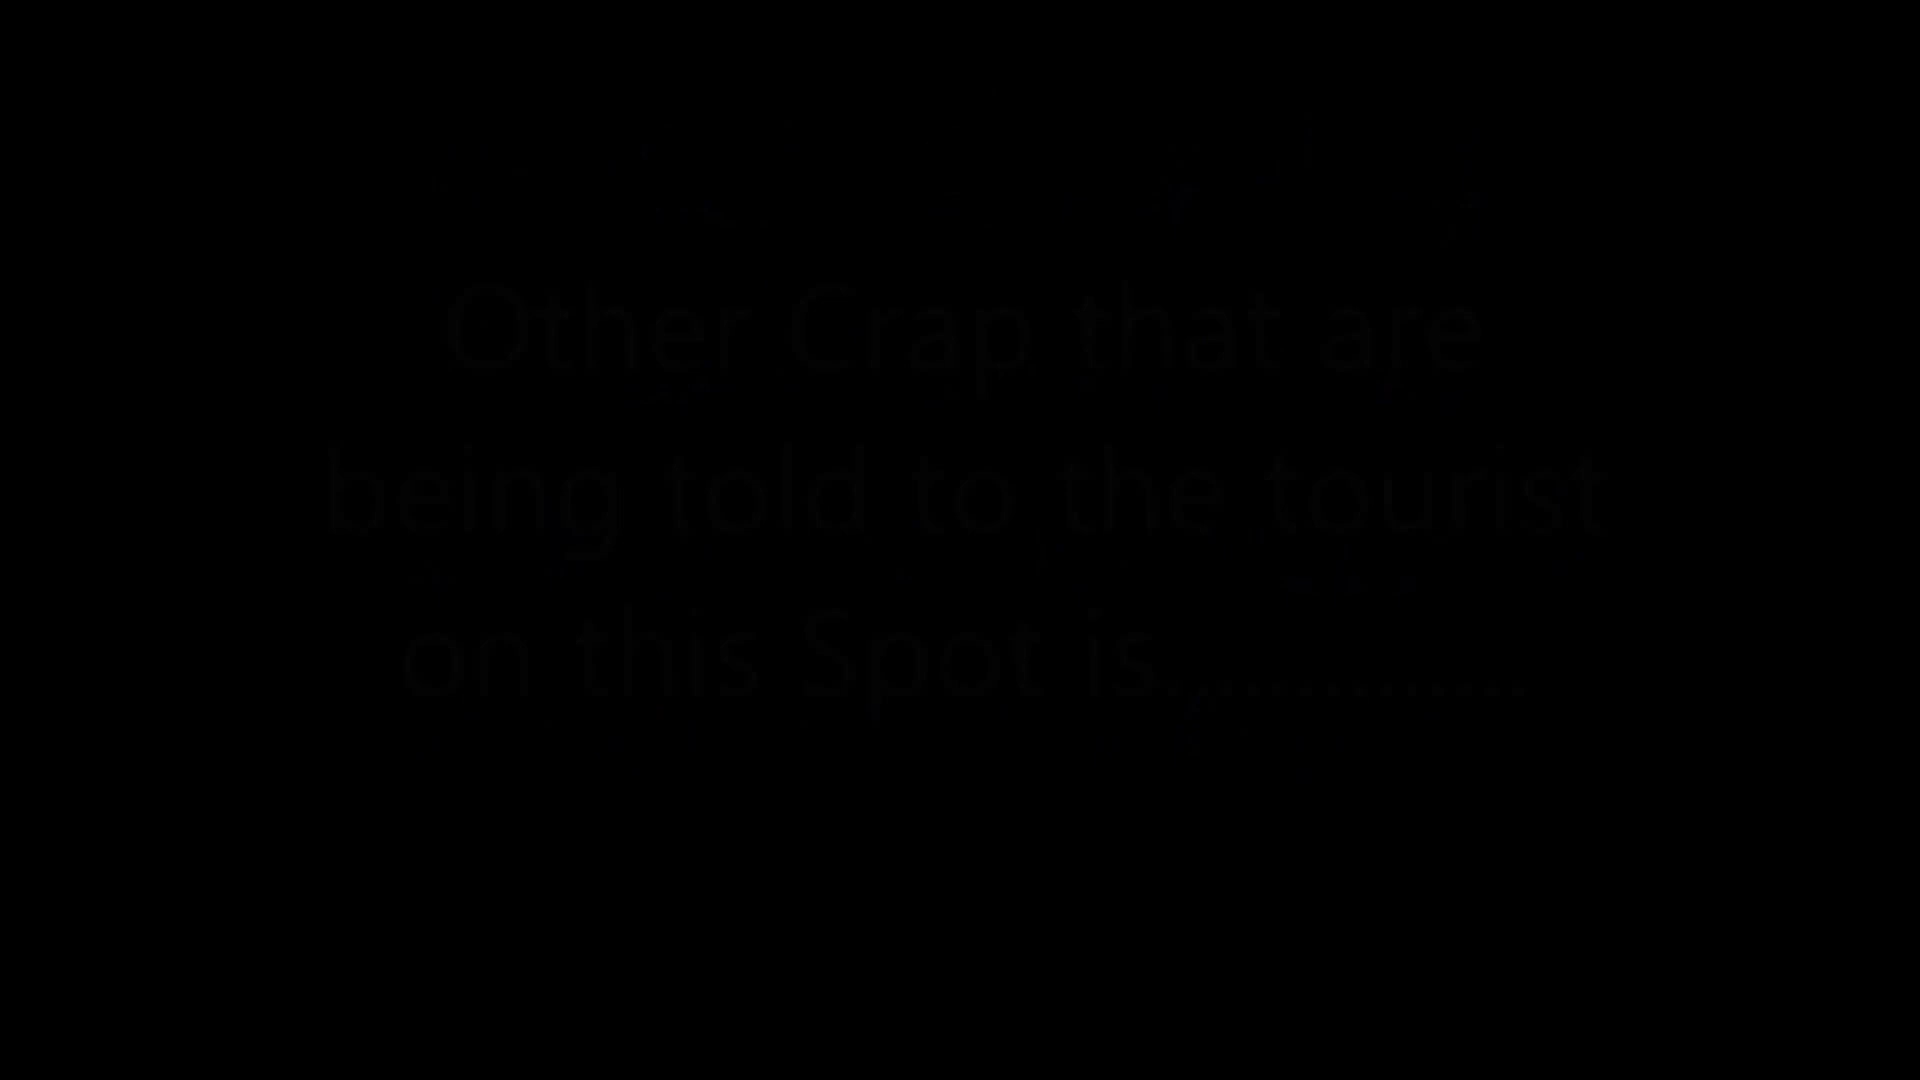 Other Crap that are
being told to the tourist
on this Spot is..............